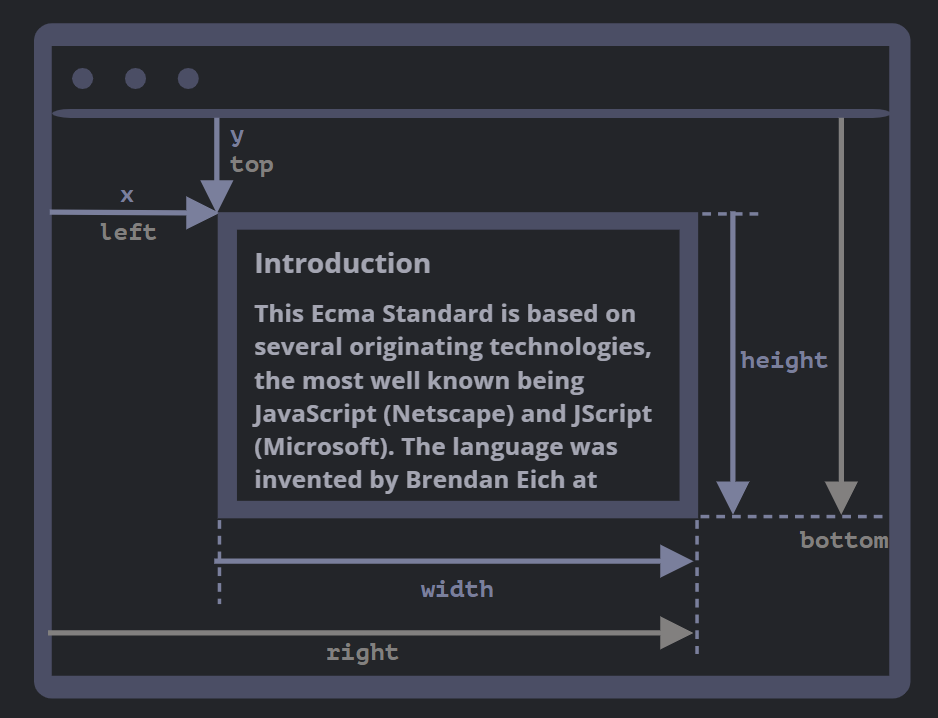 y
top
x
left
Introduction
This Ecma Standard is based on
several originating technologies,
the most well known being
JavaScript (Netscape) and JScript
(Microsoft). The language was
invented by Brendan Eich at
height
bottom
width
right